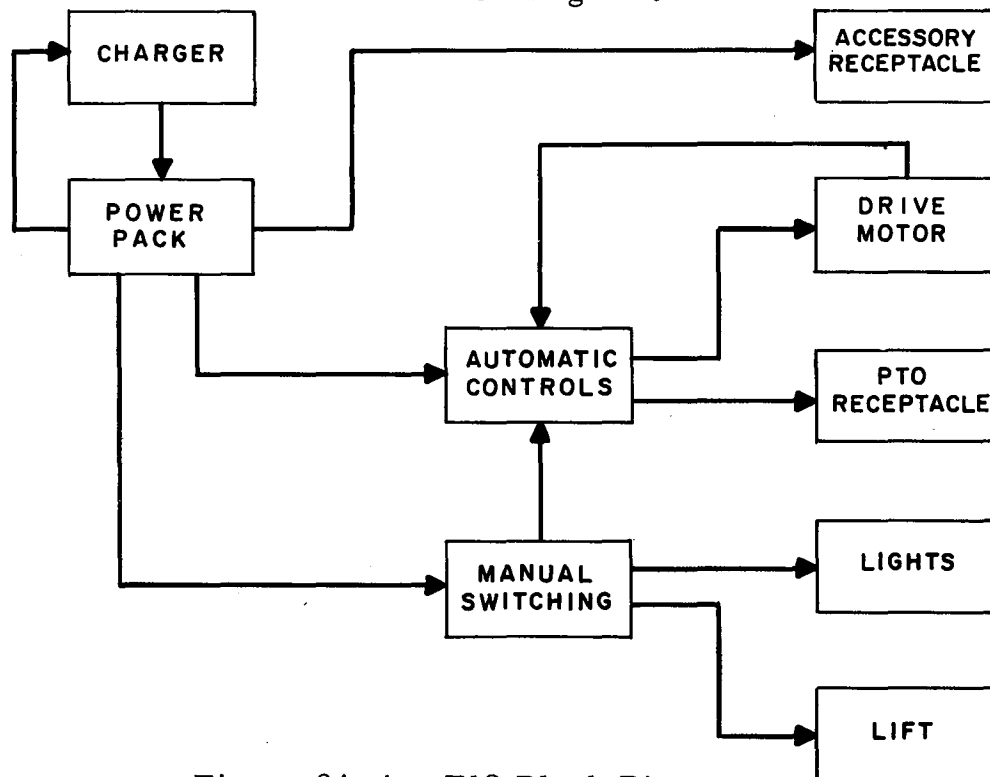 CHARGER
ACCESSORY
RECEPTACLE
POWER
PACK
DRIVE
MOTOR
AUTOMATIC
CONTROLS
PTO
RECEPTACLE
MANUAL
SWITCHING
LIGHTS
LIFT